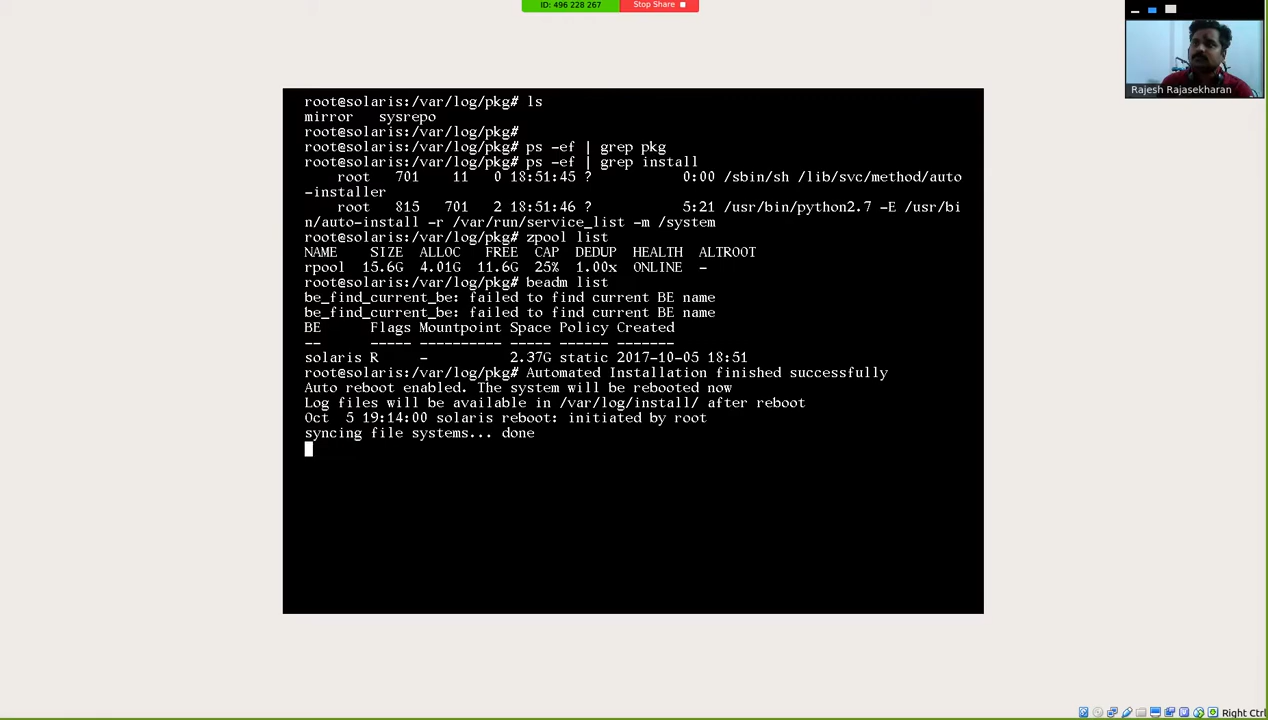 ID: 496 228 267
Stop Share
Rajesh Rajasekharan
root@solaris:/var/log/pkg# ls
mirror   sysrepo
root@solaris:/var/log/pkg#
root@solaris:/var/log/pkg# ps -ef | grep pkg
root@solaris:/var/log/pkg# ps -ef | grep install
    root   701    11   0 18:51:45 ?           0:00 /sbin/sh /lib/svc/method/auto
-installer
    root   815   701   2 18:51:46 ?           5:21 /usr/bin/python2.7 -E /usr/bi
n/auto-install -r /var/run/service_list -m /system
root@solaris:/var/log/pkg# zpool list
NAME    SIZE  ALLOC   FREE  CAP  DEDUP  HEALTH  ALTROOT
rpool  15.6G  4.01G  11.6G  25%  1.00x  ONLINE  -
root@solaris:/var/log/pkg# beadm list
be_find_current_be: failed to find current BE name
be_find_current_be: failed to find current BE name
BE      Flags Mountpoint Space Policy Created
--      ----- ---------- ----- ------ -------
solaris R     -          2.37G static 2017-10-05 18:51
root@solaris:/var/log/pkg# Automated Installation finished successfully
Auto reboot enabled. The system will be rebooted now
Log files will be available in /var/log/install/ after reboot
Oct  5 19:14:00 solaris reboot: initiated by root
syncing file systems... done
Right Ctrl